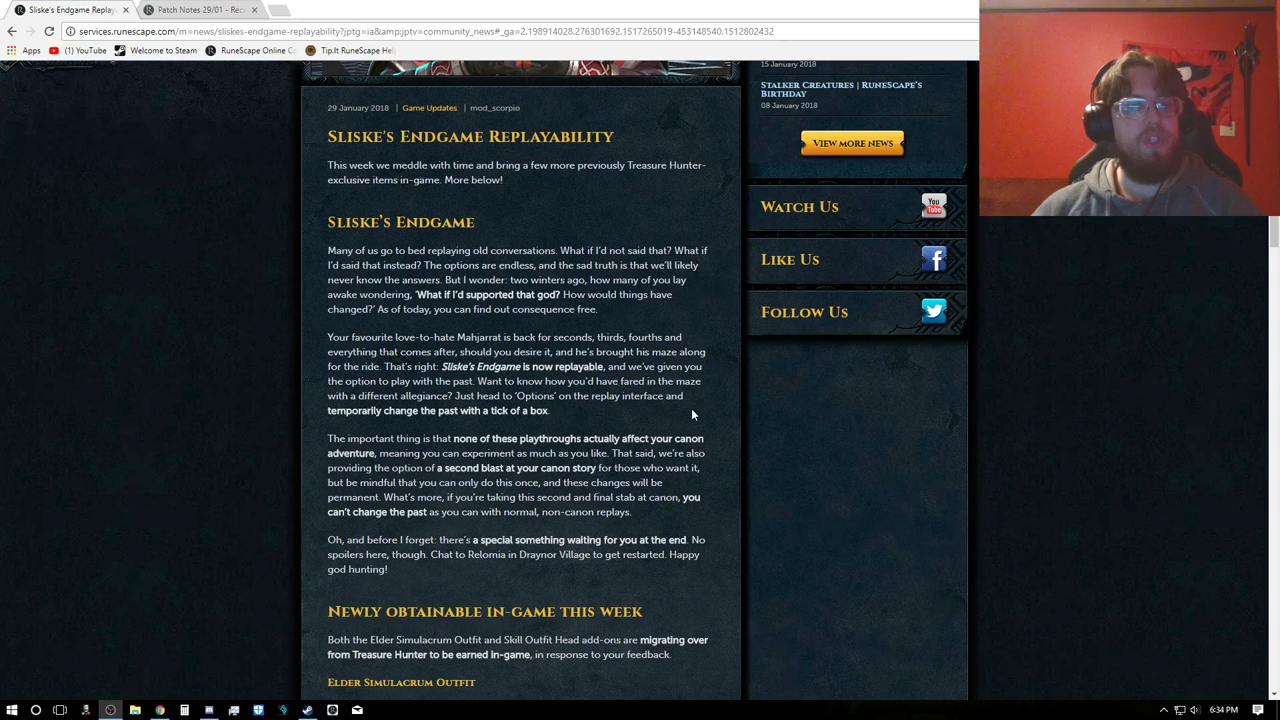 Sliske's Endgame Replay
Patch Notes 29/01 - Rece
services.runescape.com/m=news/sliskes-endgame-replayability?jptg=ia&amp;jptv=community_news#_ga=2.198914028.276301692.1517265019-453148540.1512802432
Apps
(1) YouTube
Welcome to Steam
RuneScape Online Co
Tip.It RuneScape Hel
29 January 2018 | Game Updates | mod_scorpio
Sliske's Endgame Replayability
This week we meddle with time and bring a few more previously Treasure Hunter-
exclusive items in-game. More below!
Sliske's Endgame
Many of us go to bed replaying old conversations. What if I'd not said that? What if
I'd said that instead? The options are endless, and the sad truth is that we'll likely
never know the answers. But I wonder: two winters ago, how many of you lay
awake wondering, 'What if I'd supported that god? How would things have
changed?' As of today, you can find out consequence free.
Your favourite love-to-hate Mahjarrat is back for seconds, thirds, fourths and
everything that comes after, should you desire it, and he's brought his maze along
for the ride. That's right: Sliske's Endgame is now replayable, and we've given you
the option to play with the past. Want to know how you'd have fared in the maze
with a different allegiance? Just head to 'Options' on the replay interface and
temporarily change the past with a tick of a box.
The important thing is that none of these playthroughs actually affect your canon
adventure, meaning you can experiment as much as you like. That said, we're also
providing the option of a second blast at your canon story for those who want it,
but be mindful that you can only do this once, and these changes will be
permanent. What's more, if you're taking this second and final stab at canon, you
can't change the past as you can with normal, non-canon replays.
Oh, and before I forget: there's a special something waiting for you at the end. No
spoilers here, though. Chat to Relomia in Draynor Village to get restarted. Happy
god hunting!
Newly obtainable in-game this week
Both the Elder Simulacrum Outfit and Skill Outfit Head add-ons are migrating over
from Treasure Hunter to be earned in-game, in response to your feedback.
Elder Simulacrum Outfit
15 January 2018
Stalker Creatures | RuneScape's
Birthday
08 January 2018
View more news
Watch Us
You
Tube
Like Us
Follow Us
6:34 PM